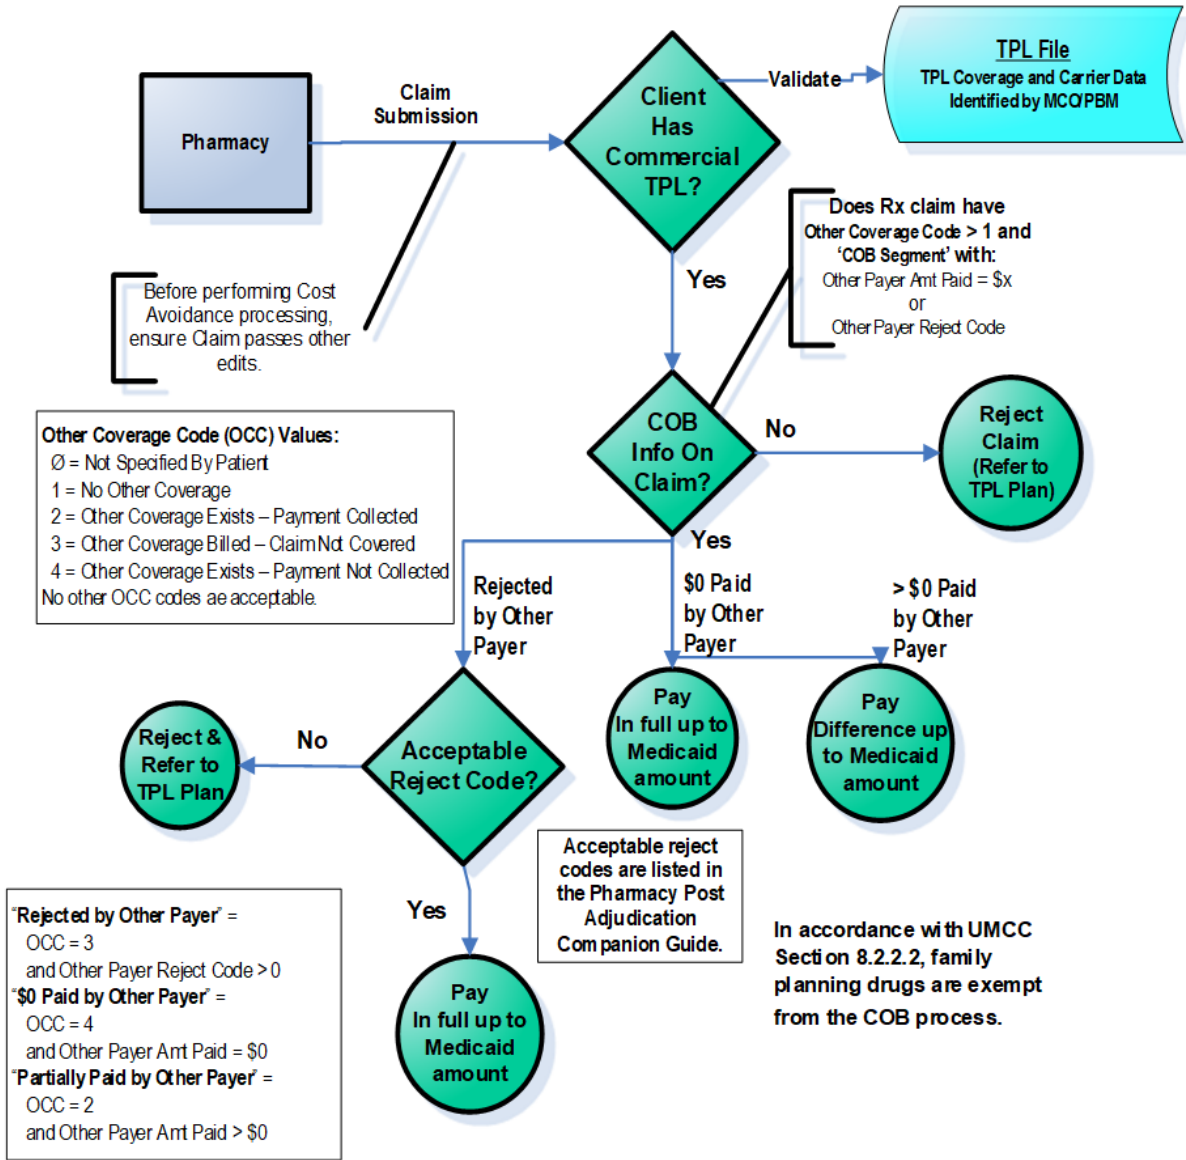 TPL File
TPL Coverage and Carrier Data
Identified by MCO/PBM
Pharmacy
Claim
Submission
Client
Has
Commercial
TPL?
Validate
Before performing Cost
Avoidance processing,
ensure Claim passes other
edits.
Yes
Does Rx claim have
Other Coverage Code > 1 and
‘COB Segment’ with:
Other Payer Amt Paid = $x
or
Other Payer Reject Code
COB
Info On
Claim?
No
Reject
Claim
(Refer to
TPL Plan)
Other Coverage Code (OCC) Values:
Ø = Not Specified By Patient
1 = No Other Coverage
2 = Other Coverage Exists – Payment Collected
3 = Other Coverage Billed – Claim Not Covered
4 = Other Coverage Exists – Payment Not Collected
No other OCC codes ae acceptable.
Yes
Rejected
by Other
Payer
$0 Paid
by Other
Payer
> $0 Paid
by Other
Payer
Reject &
Refer to
TPL Plan
No
Acceptable
Reject Code?
Pay
In full up to
Medicaid
amount
Pay
Difference up
to Medicaid
amount
Acceptable reject
codes are listed in
the Pharmacy Post
Adjudication
Companion Guide.
Yes
Pay
In full up to
Medicaid
amount
"Rejected by Other Payer" =
OCC = 3
and Other Payer Reject Code > 0
"$0 Paid by Other Payer" =
OCC = 4
and Other Payer Amt Paid = $0
"Partially Paid by Other Payer" =
OCC = 2
and Other Payer Amt Paid > $0
In accordance with UMCC
Section 8.2.2.2, family
planning drugs are exempt
from the COB process.